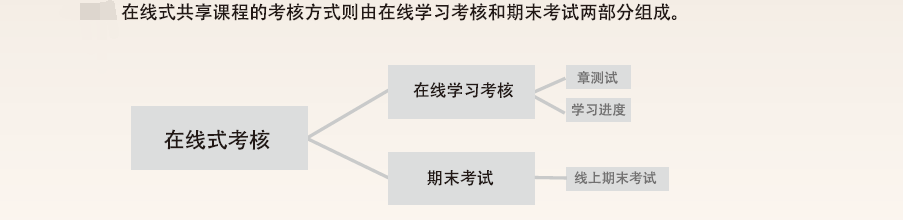 在线式共享课程的考核方式则由在线学习考核和期末考试两部分组成。
在线式考核
在线学习考核
章测试
学习进度
期末考试
线上期末考试